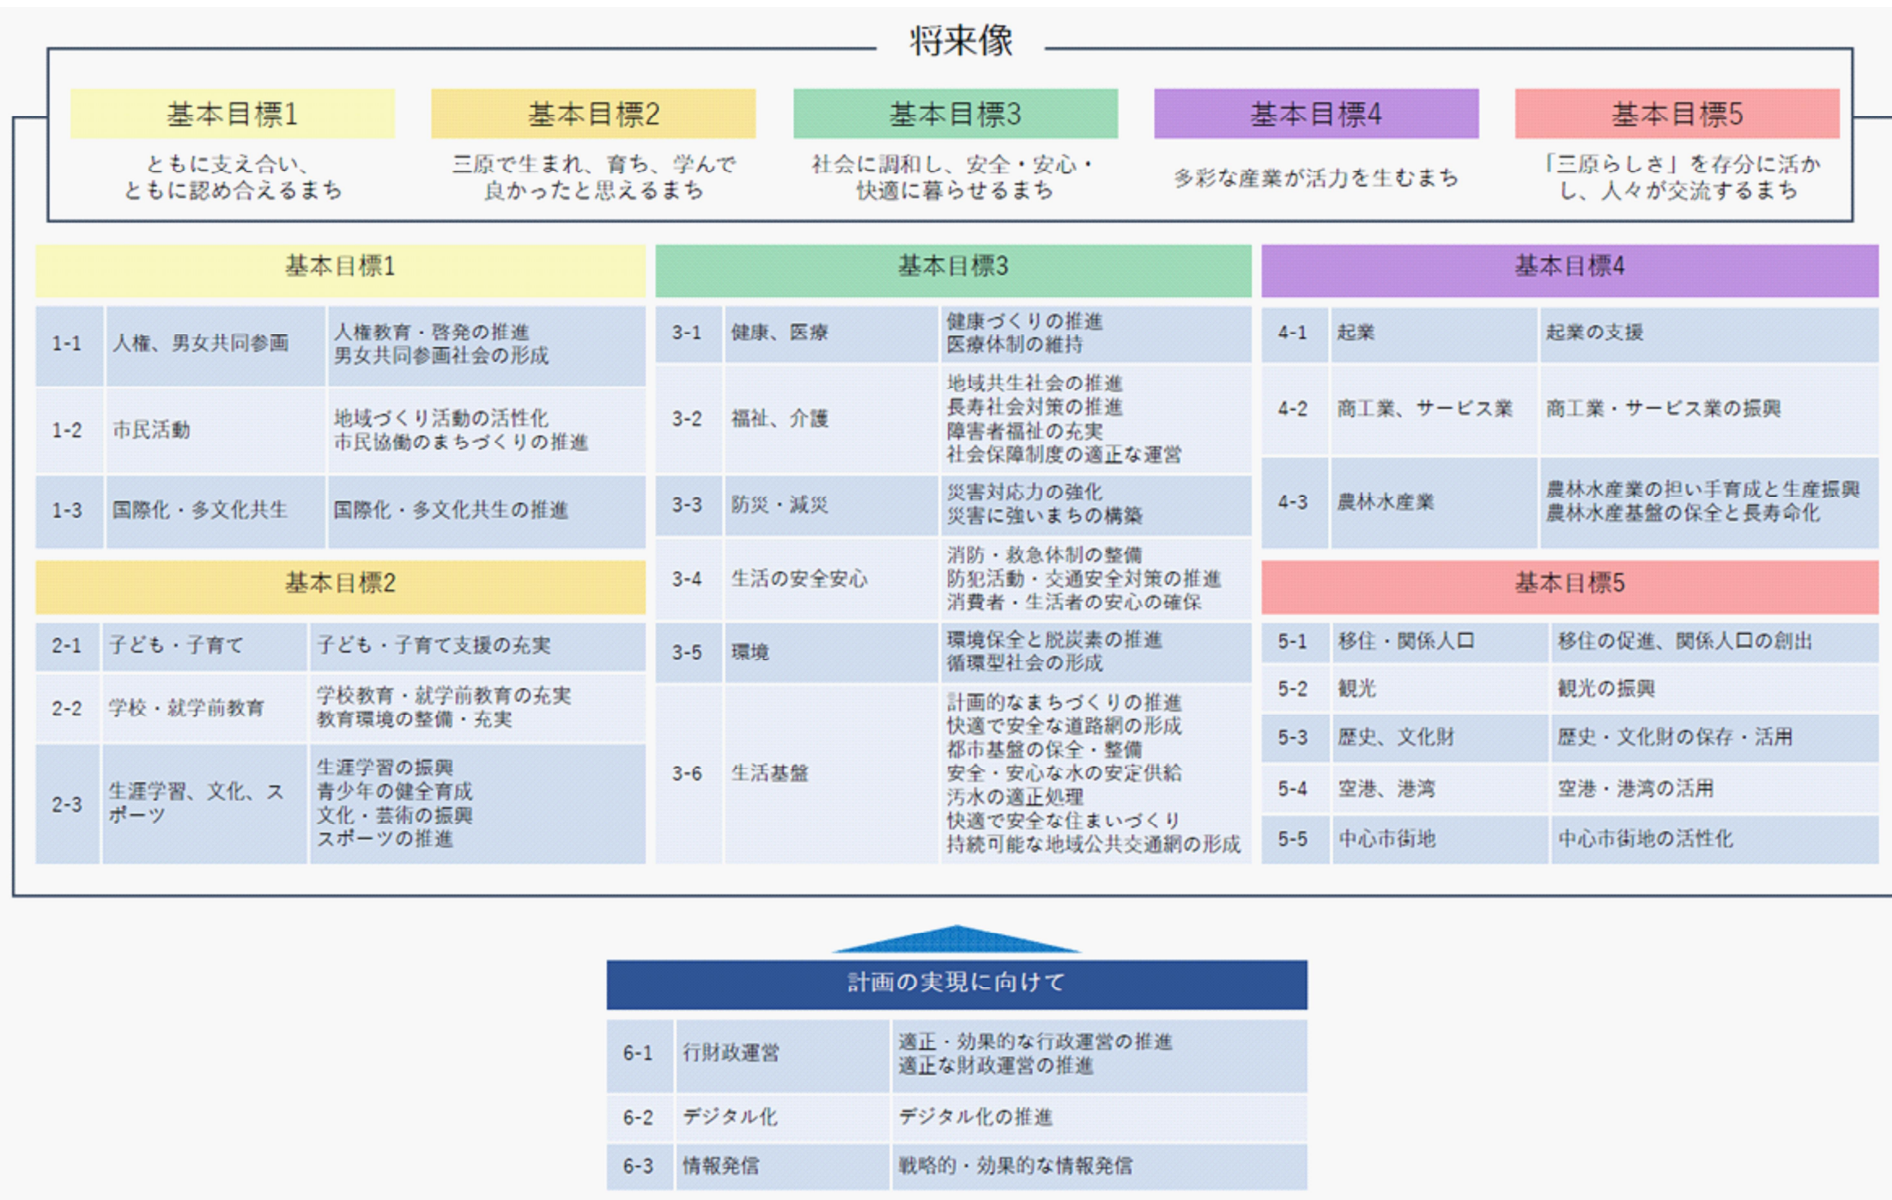 将来像
基本目標1
ともに支え合い、
ともに認め合えるまち
基本目標2
三原で生まれ、育ち、学んで
良かったと思えるまち
基本目標3
社会に調和し、安全・安心・
快適に暮らせるまち
基本目標4
多彩な産業が活力を生むまち
基本目標5
「三原らしさ」を存分に活か
し、人々が交流するまち
基本目標1
1-1 人権、男女共同参画 人権教育・啓発の推進
男女共同参画社会の形成
1-2 市民活動 地域づくり活動の活性化
市民協働のまちづくりの推進
1-3 国際化・多文化共生 国際化・多文化共生の推進
基本目標2
2-1 子ども・子育て 子ども・子育て支援の充実
2-2 学校・就学前教育 学校教育・就学前教育の充実
教育環境の整備・充実
2-3 生涯学習、文化、ス
ポーツ
生涯学習の振興
青少年の健全育成
文化・芸術の振興
スポーツの推進
基本目標3
3-1 健康、医療 健康づくりの推進
医療体制の維持
3-2 福祉、介護 地域共生社会の推進
長寿社会対策の推進
障害者福祉の充実
社会保障制度の適正な運営
3-3 防災・減災 災害対応力の強化
災害に強いまちの構築
3-4 生活の安全安心 消防・救急体制の整備
防犯活動・交通安全対策の推進
消費者・生活者の安心の確保
3-5 環境 環境保全と脱炭素の推進
循環型社会の形成
3-6 生活基盤 計画的なまちづくりの推進
快適で安全な道路網の形成
都市基盤の保全・整備
安全・安心な水の安定供給
汚水の適正処理
快適で安全な住まいづくり
持続可能な地域公共交通網の形成
基本目標4
4-1 起業 起業の支援
4-2 商工業、サービス業 商工業・サービス業の振興
4-3 農林水産業 農林水産業の担い手育成と生産振興
農林水産基盤の保全と長寿命化
基本目標5
5-1 移住・関係人口 移住の促進、関係人口の創出
5-2 観光 観光の振興
5-3 歴史、文化財 歴史・文化財の保存・活用
5-4 空港、港湾 空港・港湾の活用
5-5 中心市街地 中心市街地の活性化
計画の実現に向けて
6-1 行財政運営 適正・効果的な行政運営の推進
適正な財政運営の推進
6-2 デジタル化 デジタル化の推進
6-3 情報発信 戦略的・効果的な情報発信